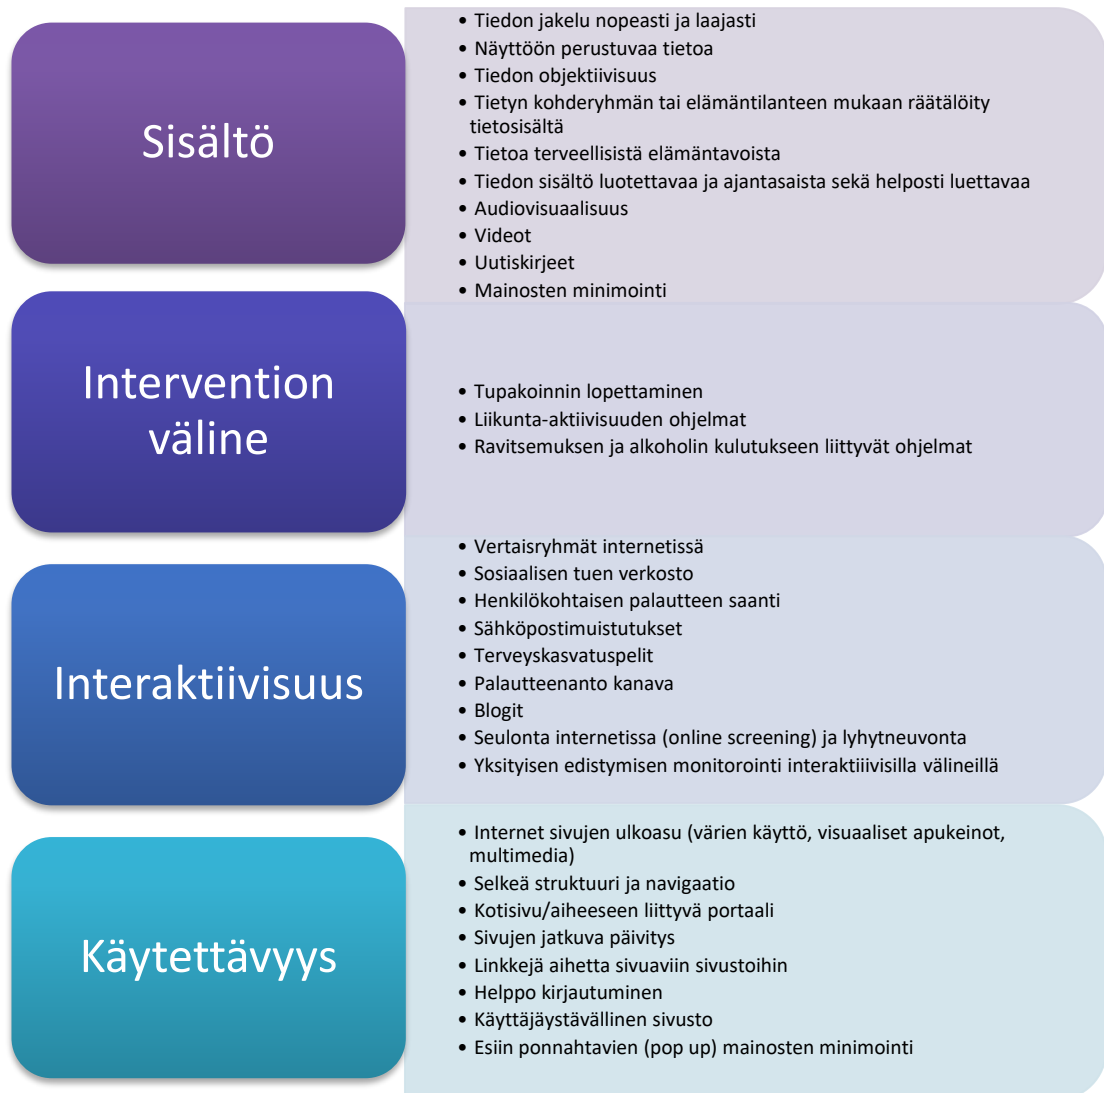 Sisältö
• Tiedon jakelu nopeasti ja laajasti
• Näyttöön perustuvaa tietoa
• Tiedon objektiivisuus
• Tietyn kohderyhmän tai elämäntilanteen mukaan räätälöity
tietosisältä
• Tietoa terveellisistä elämäntavoista
• Tiedon sisältö luotettavaa ja ajantasaista sekä helposti luettavaa
• Audiovisuaalisuus
• Videot
• Uutiskirjeet
• Mainosten minimointi
Intervention
väline
• Tupakoinnin lopettaminen
• Liikunta-aktiivisuuden ohjelmat
• Ravitsemuksen ja alkoholin kulutukseen liittyvät ohjelmat
Interaktiivisuus
• Vertaisryhmät internetissä
• Sosiaalisen tuen verkosto
• Henkilökohtaisen palautteen saanti
• Sähköpostimuistutukset
• Terveyskasvatuspelit
• Palautteenanto kanava
• Blogit
• Seulonta internetissa (online screening) ja lyhytneuvonta
• Yksityisen edistymisen monitorointi interaktiiivisilla välineillä
Käytettävyys
• Internet sivujen ulkoasu (värien käyttö, visuaaliset apukeinot,
multimedia)
• Selkeä struktuuri ja navigaatio
• Kotisivu/aiheeseen liittyvä portaali
• Sivujen jatkuva päivitys
• Linkkejä aihetta sivuaviin sivustoihin
• Helppo kirjautuminen
• Käyttäjäystävällinen sivusto
• Esiin ponnahtavien (pop up) mainosten minimointi